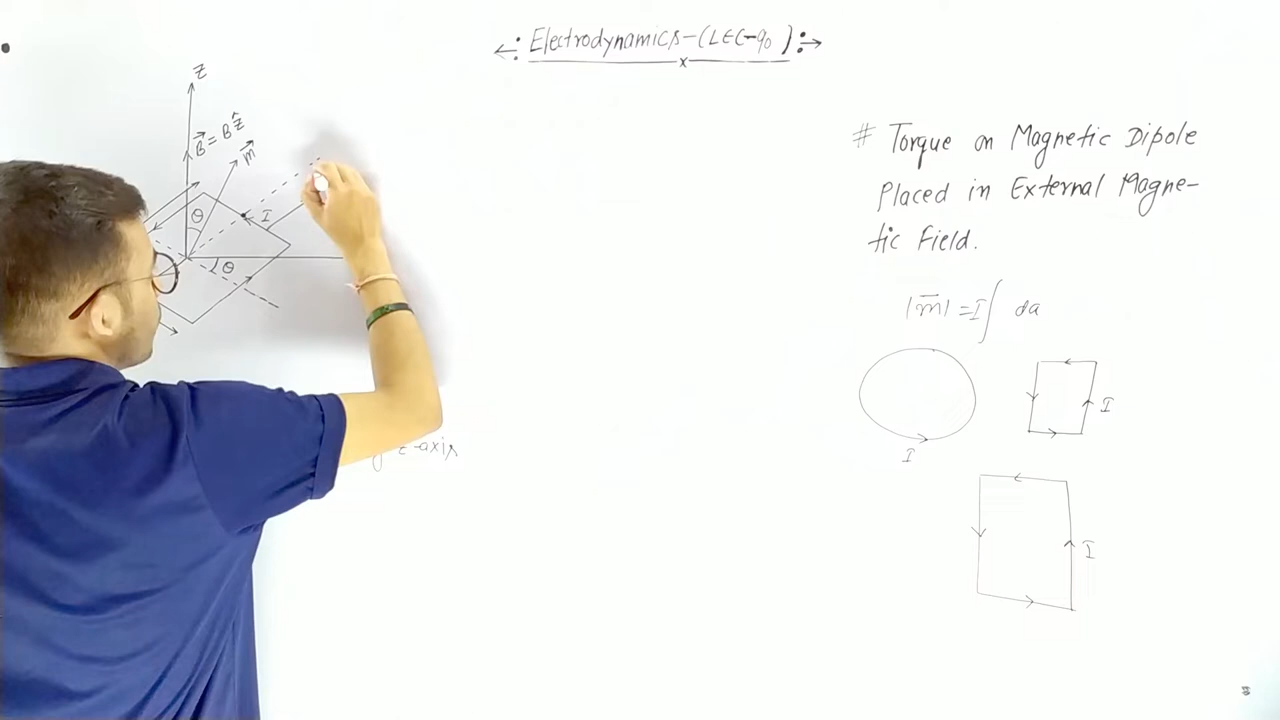 Electrodynamics-(LEC-90)
Z
B⃗ = Bẑ
m⃗
θ
I
θ
-axis
# Torque on Magnetic Dipole
Placed in External Magne-
tic Field.
|m⃗| = I∫ da
I
I
I